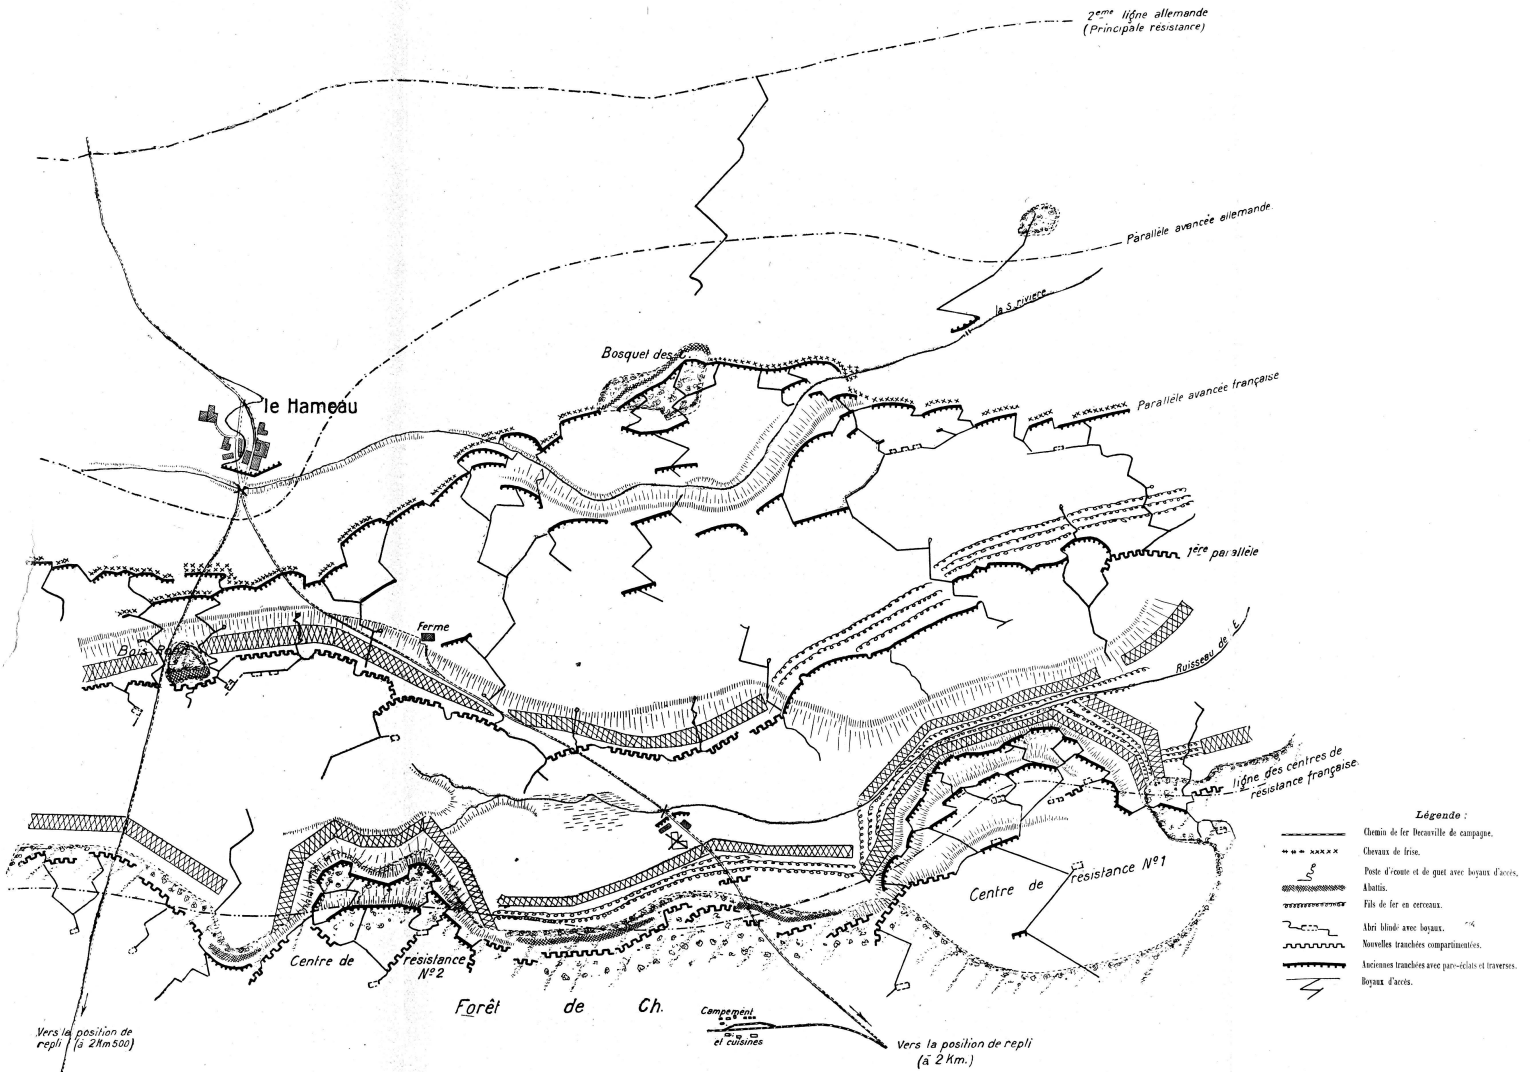 2eme ligne allemande
(Principale résistance)
Parallèle avancée allemande.
la S. rivière
Bosquet des C.
Parallèle avancée française
le Hameau
1ère parallèle
Ferme
Bois Rond
Ruisseau de E.
ligne des centres de
résistance française.
Centre de résistance Nº1
Centre de résistance
Nº2
Forêt de Ch.
Campement
et cuisines
Vers la position de
repli (à 2Km500)
Vers la position de repli
(à 2 Km.)
Légende :
Chemin de fer Decauville de campagne.
Chevaux de frise.
Poste d'écoute et de guet avec boyaux d'accès.
Abattis.
Fils de fer en cerceaux.
Abri blindé avec boyaux.
Nouvelles tranchées compartimentées.
Anciennes tranchées avec pare-éclats et traverses.
Boyaux d'accès.